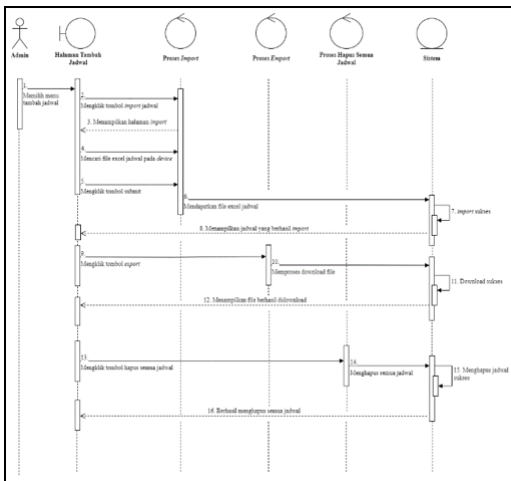 Admin
Halaman Tambah
Jadwal
Proses Import
Proses Export
Proses Hapus Semua
Jadwal
Sistem
1.
Memilih menu
tambah jadwal
2.
Mengklik tombol import jadwal
3. Menampilkan halaman import
4.
Mencari file excel jadwal pada device
5.
Mengklik tombol submit
6.
Mendapatkan file excel jadwal
7. import sukses
8. Menampilkan jadwal yang berhasil import
9.
Mengklik tombol export
10.
Memproses download file
11. Download sukses
12. Menampilkan file berhasil didownload
13.
Mengklik tombol hapus semua jadwal
14.
Menghapus semua jadwal
15. Menghapus jadwal
sukses
16. Berhasil menghapus semua jadwal